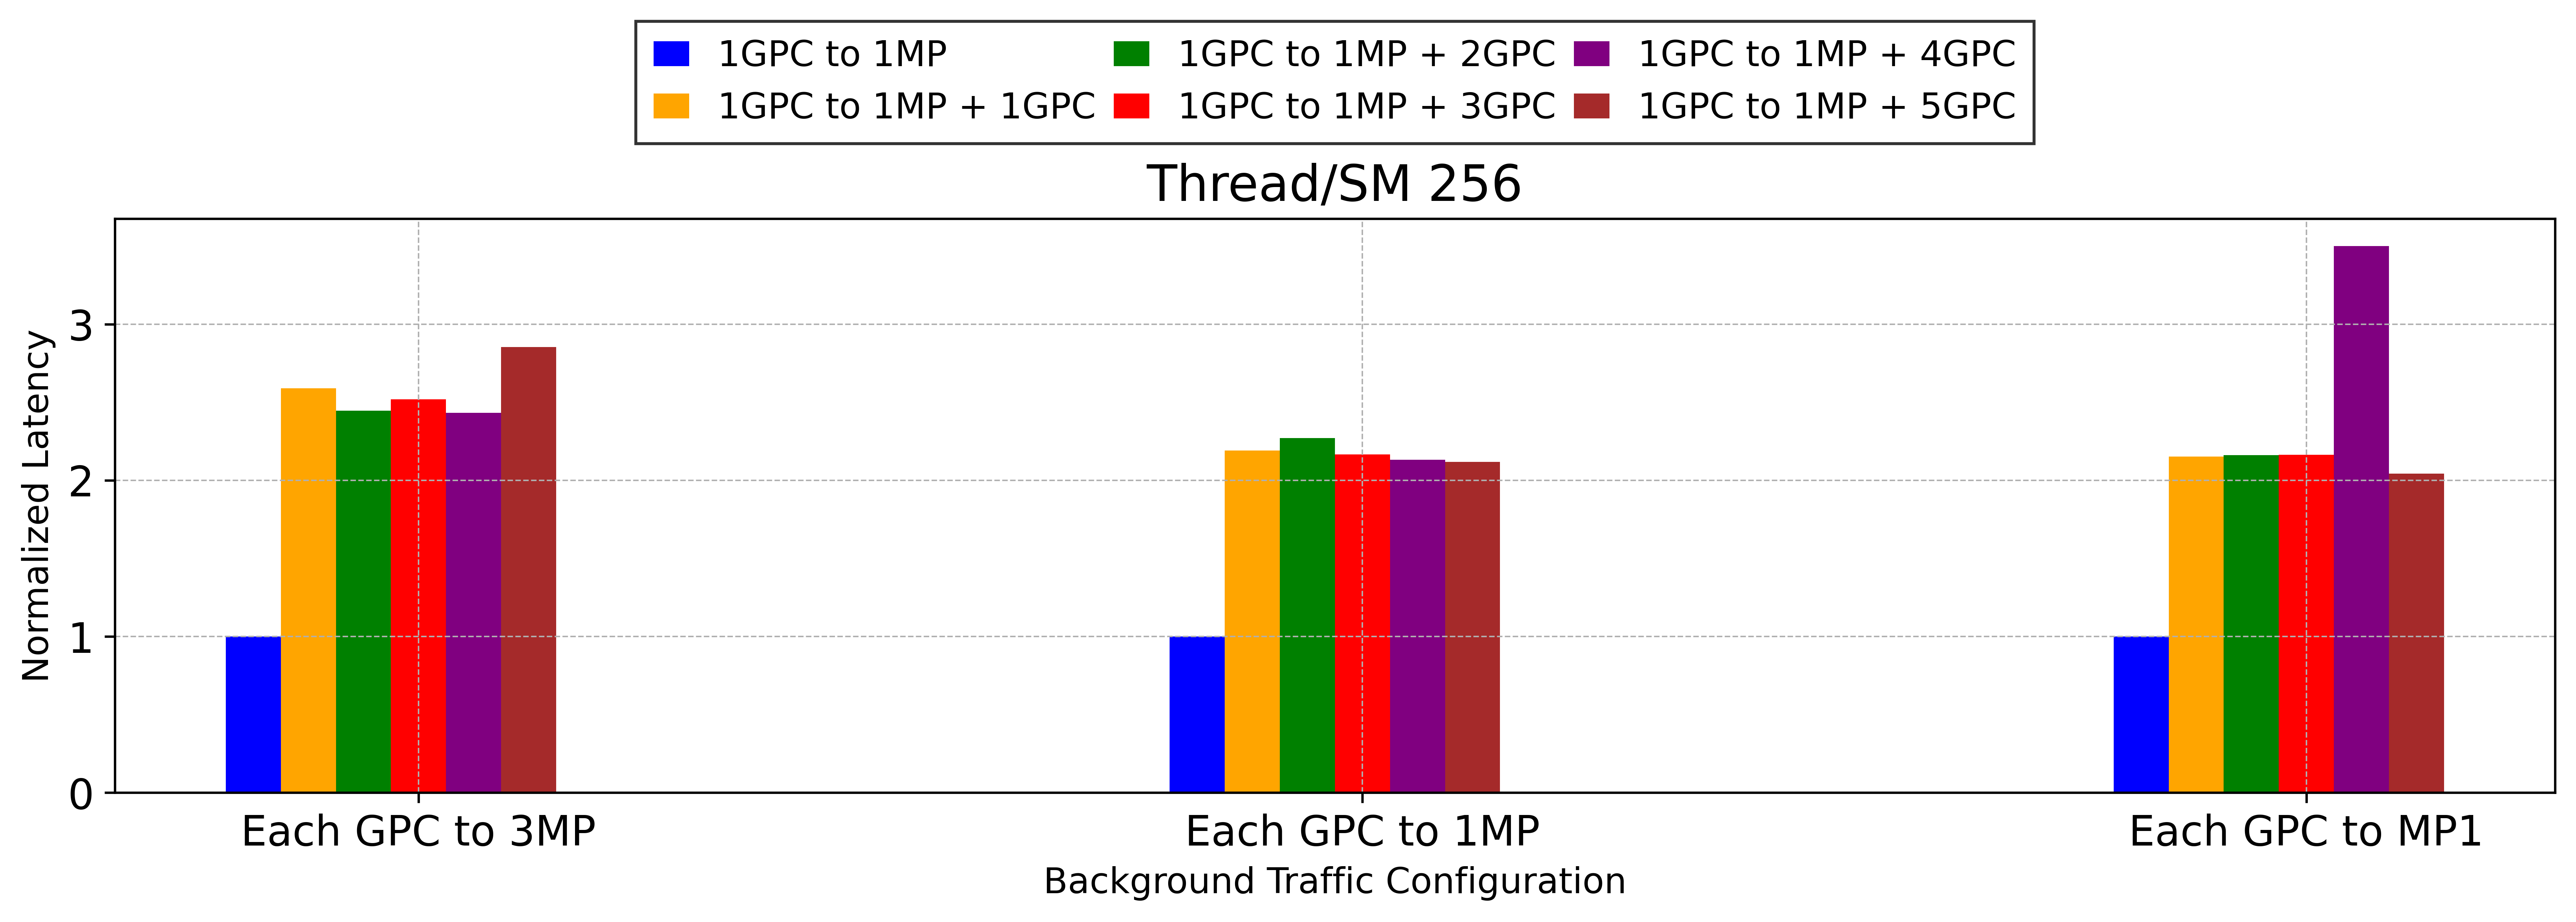 1GPC to 1MP
1GPC to 1MP + 1GPC
1GPC to 1MP + 2GPC
1GPC to 1MP + 3GPC
1GPC to 1MP + 4GPC
1GPC to 1MP + 5GPC
Thread/SM 256
Normalized Latency
3
2
1
0
Each GPC to 3MP
Each GPC to 1MP
Each GPC to MP1
Background Traffic Configuration